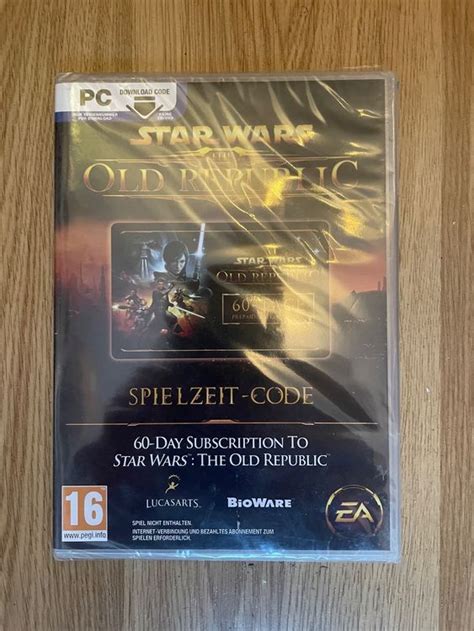 PC
DOWNLOAD CODE
STAR WARS
THE
OLD REPUBLIC
STAR WARS
OLD REPUBLIC
SPIELZEIT-CODE
60-DAY SUBSCRIPTION TO
STAR WARS™: THE OLD REPUBLIC™
LUCASARTS
BIOWARE
EA
16
www.pegi.info
SPIEL NICHT ENTHALTEN.
INTERNET-VERBINDUNG UND BEZAHLTES ABONNEMENT ZUM
SPIELEN ERFORDERLICH.